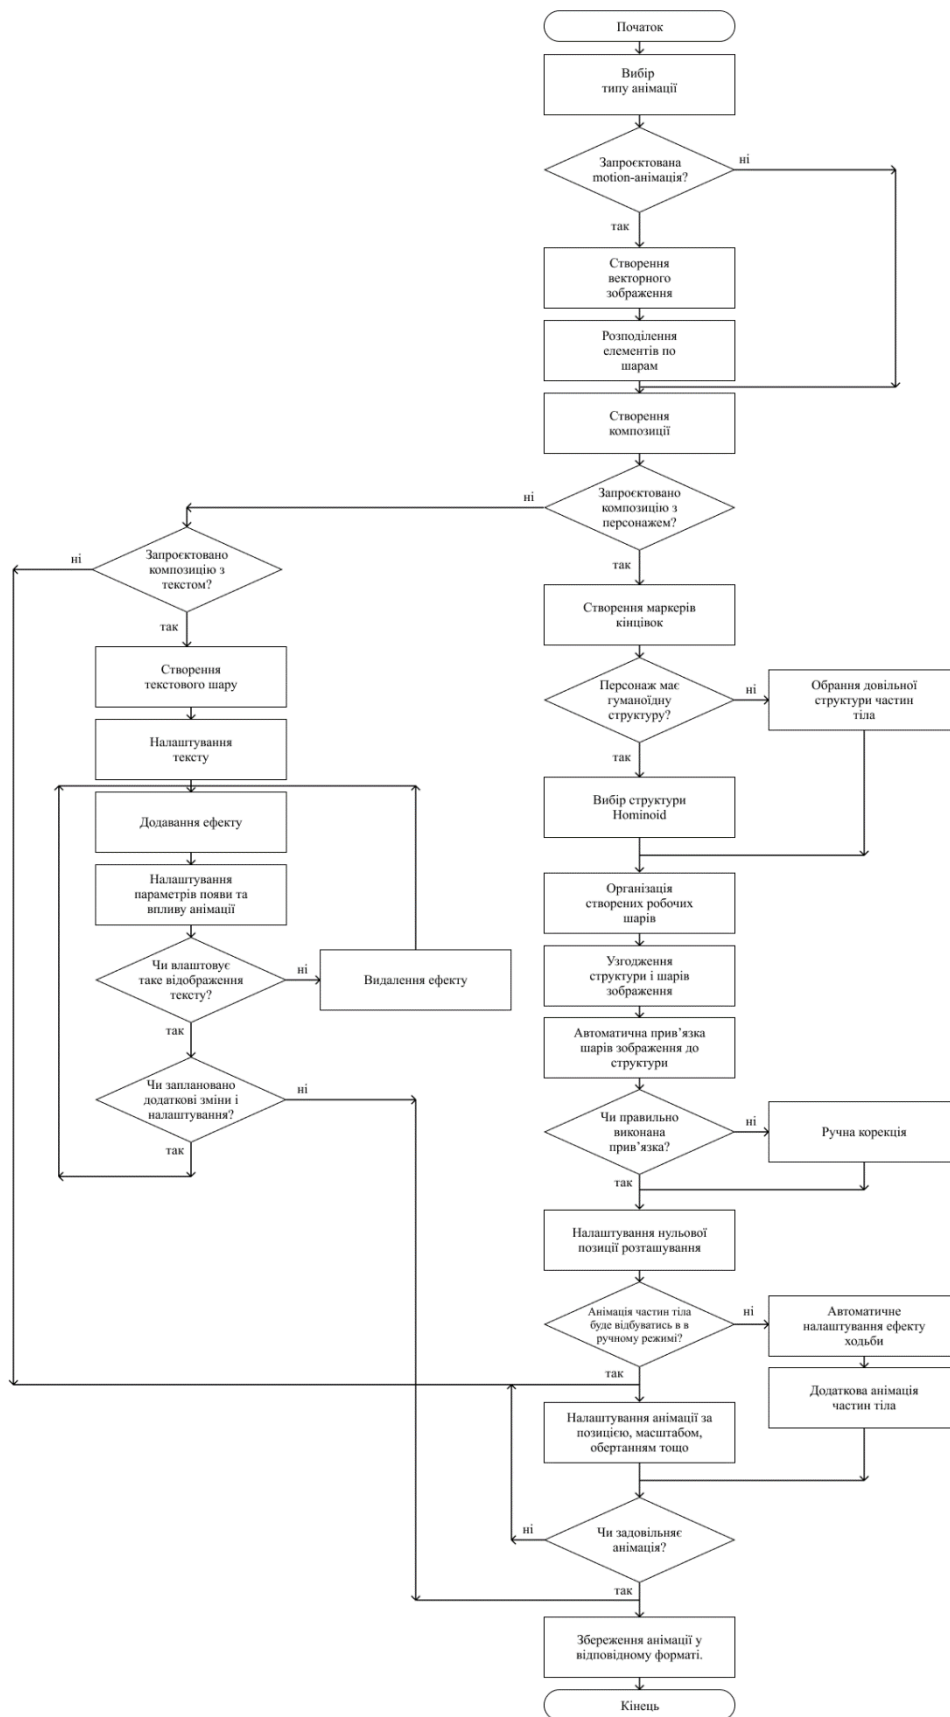 Початок
Вибір
типу анімації
Запроєктована
motion-анімація?
ні
так
Створення
векторного
зображення
Розподілення
елементів по
шарам
Створення
композиції
Запроєктовано
композицію з
персонажем?
ні
так
Запроєктовано
композицію з
текстом?
ні
так
Створення
текстового шару
Налаштування
тексту
Додавання ефекту
Налаштування
параметрів появи та
впливу анімації
Чи влаштовує
таке відображення
тексту?
ні
Видалення ефекту
так
Чи заплановано
додаткові зміни і
налаштування?
ні
так
Створення маркерів
кінцівок
Персонаж має
гуманоїдну
структуру?
ні
Обрання довільної
структури частин
тіла
так
Вибір структури
Hominoid
Організація
створених робочих
шарів
Узгодження
структури і шарів
зображення
Автоматична прив’язка
шарів зображення до
структури
Чи правильно
виконана
прив’язка?
ні
Ручна корекція
так
Налаштування нульової
позиції розташування
Анімація частин тіла
буде відбуватись в в
ручному режимі?
ні
Автоматичне
налаштування ефекту
ходьби
Додаткова анімація
частин тіла
так
Налаштування анімації за
позицією, масштабом,
обертанням тощо
Чи задовільняє
анімація?
ні
так
Збереження анімації у
відповідному форматі.
Кінець